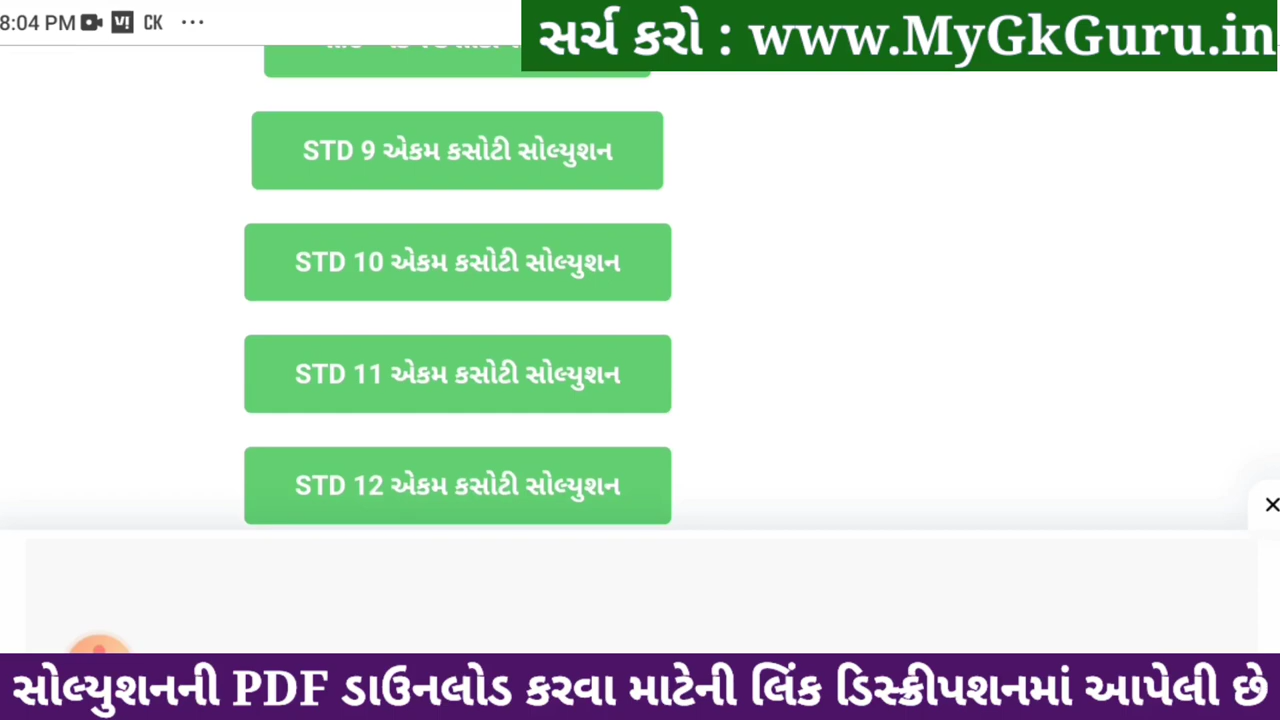 8:04 PM CK ...
સર્ચ કરો : www.MyGkGuru.in
STD 9 એકમ કસોટી સોલ્યુશન
STD 10 એકમ કસોટી સોલ્યુશન
STD 11 એકમ કસોટી સોલ્યુશન
STD 12 એકમ કસોટી સોલ્યુશન
સોલ્યુશનની PDF ડાઉનલોડ કરવા માટેની લિંક ડિસ્ક્રીપશનમાં આપેલી છે